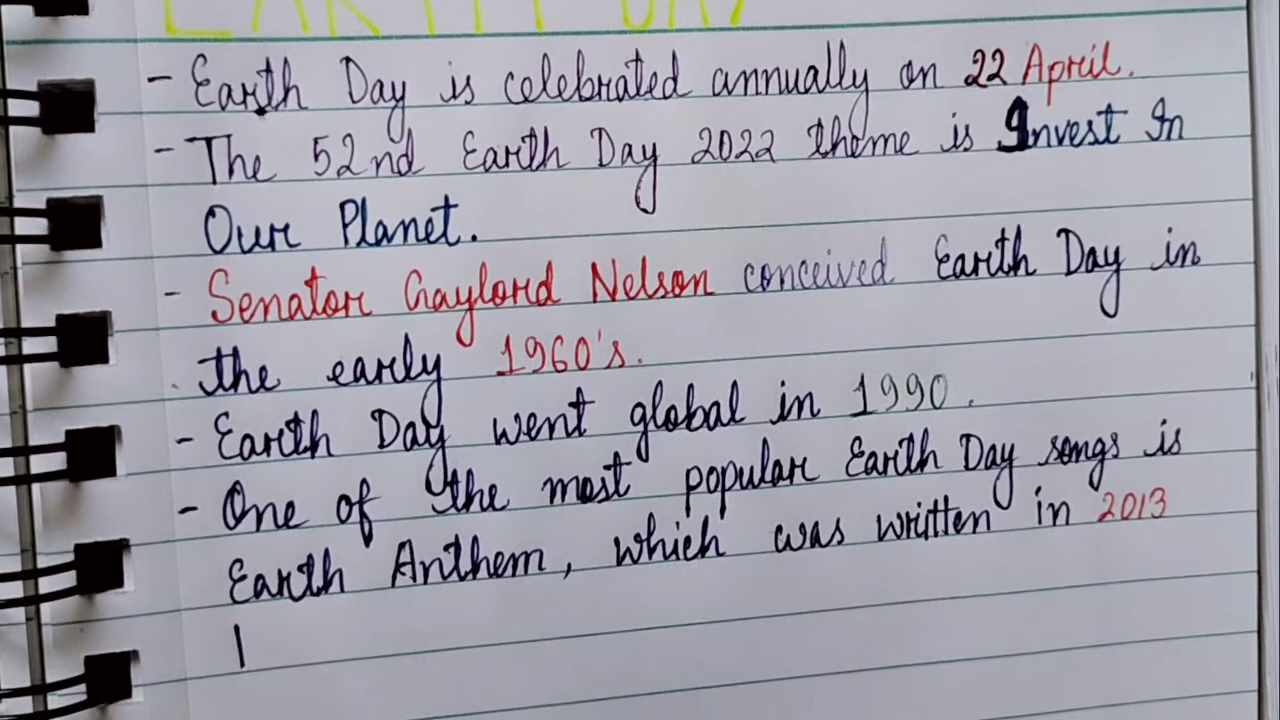 EARTH DAY
- Earth Day is celebrated annually on 22 April.
- The 52nd Earth Day 2022 theme is Invest In
Our Planet.
- Senator Gaylord Nelson conceived Earth Day in
the early 1960's.
- Earth Day went global in 1990.
- One of the most popular Earth Day songs is
Earth Anthem, which was written in 2013